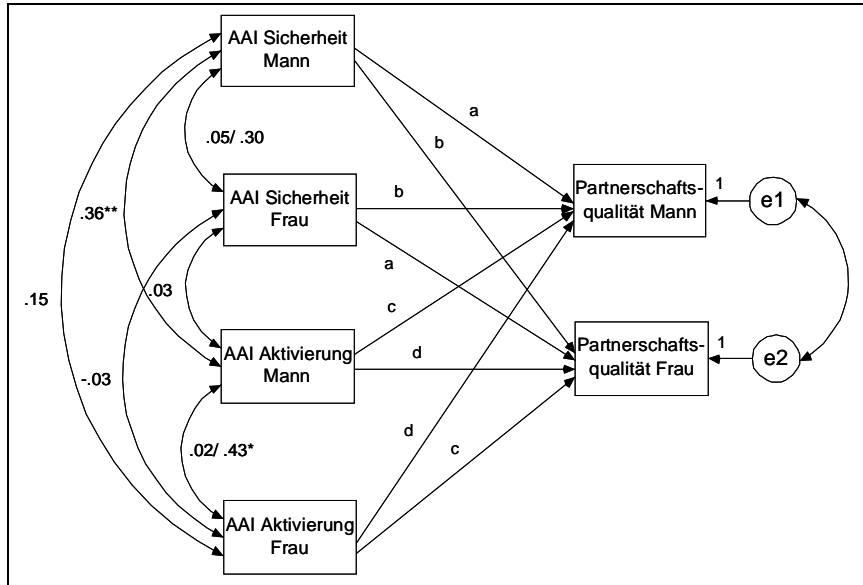 AAI Sicherheit
Mann
a
b
.05/ .30
AAI Sicherheit
Frau
b
Partnerschafts-
qualität Mann
1
e1
.36**
a
.03
c
.15
AAI Aktivierung
Mann
d
Partnerschafts-
qualität Frau
1
e2
-.03
d
c
.02/ .43*
AAI Aktivierung
Frau